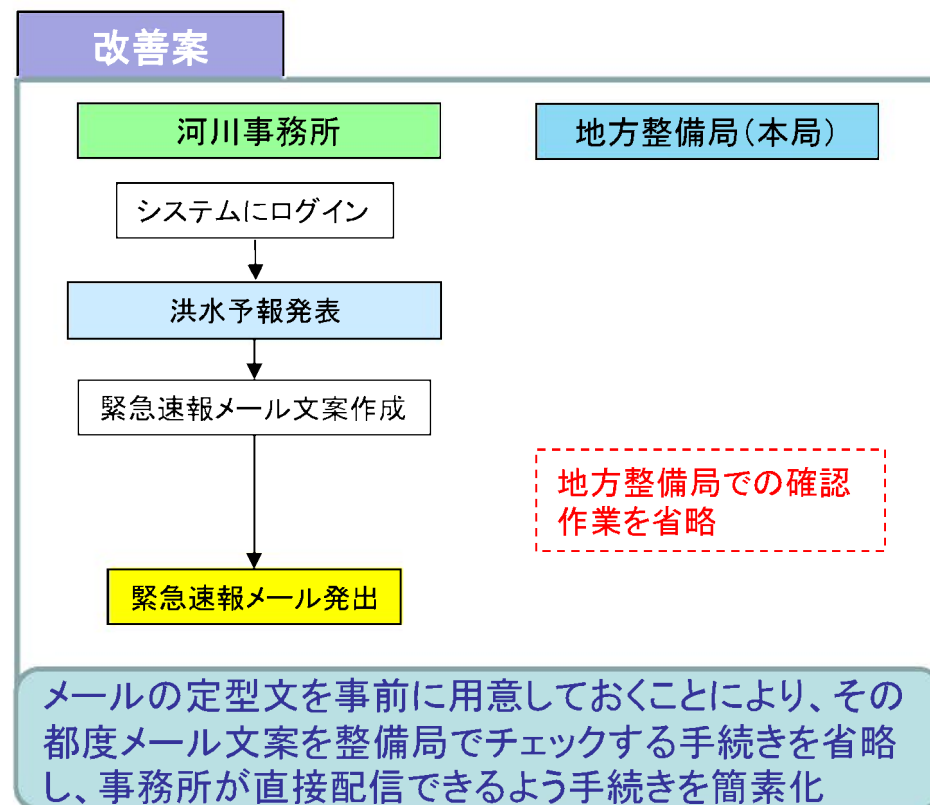 改善案
河川事務所
地方整備局(本局)
システムにログイン
洪水予報発表
緊急速報メール文案作成
地方整備局での確認
作業を省略
緊急速報メール発出
メールの定型文を事前に用意しておくことにより、その
都度メール文案を整備局でチェックする手続きを省略
し、事務所が直接配信できるよう手続きを簡素化